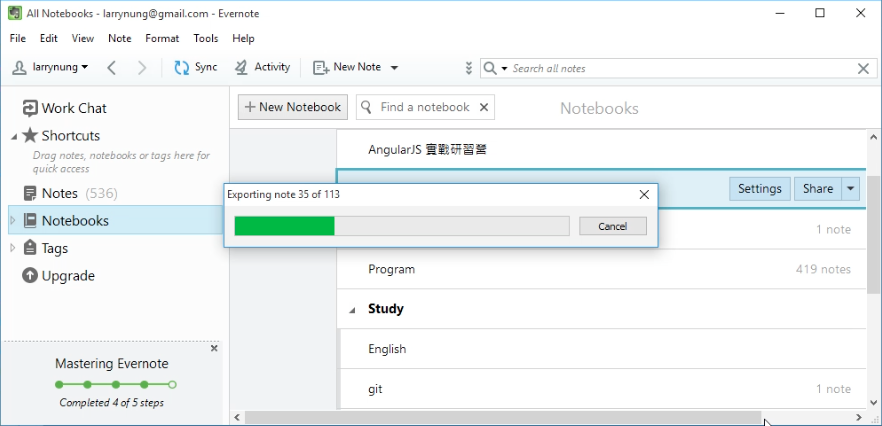 All Notebooks - larrynung@gmail.com - Evernote
File Edit View Note Format Tools Help
larrynung Sync Activity New Note Search all notes
Work Chat
Shortcuts
Drag notes, notebooks or tags here for
quick access
Notes (536)
Notebooks
Tags
Upgrade
Mastering Evernote
Completed 4 of 5 steps
+ New Notebook Find a notebook Notebooks
AngularJS 實戰研習營
Settings Share
Exporting note 35 of 113
Cancel
1 note
Program 419 notes
Study
English
git 1 note